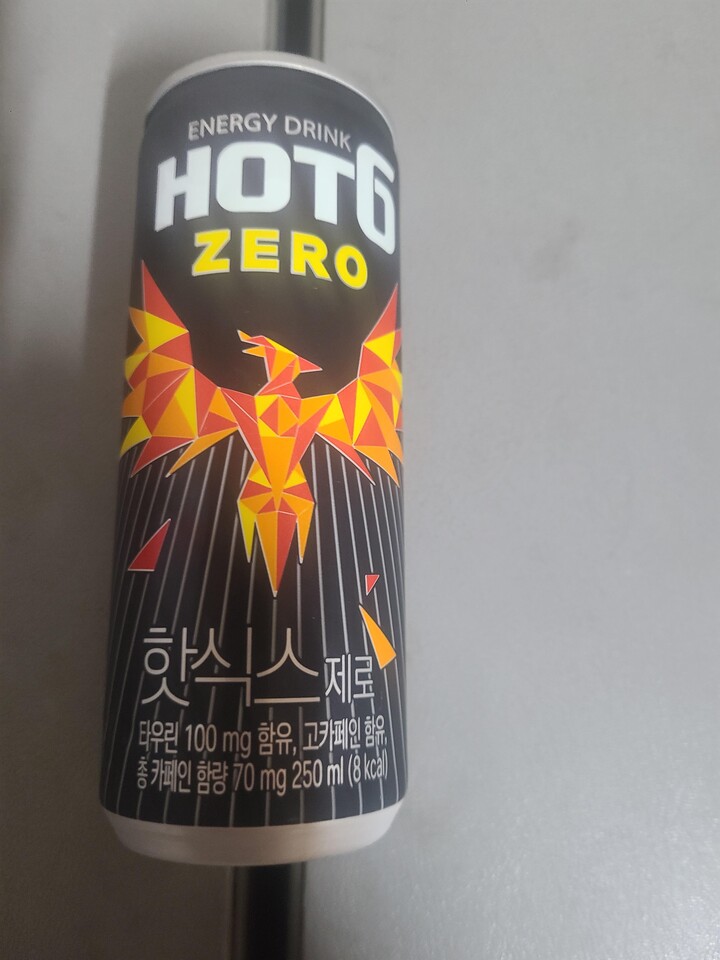 ENERGY DRINK
HOT6
ZERO
핫식스제로
타우린 100 mg 함유, 고카페인 함유,
총 카페인 함량 70 mg 250 ml (8 kcal)